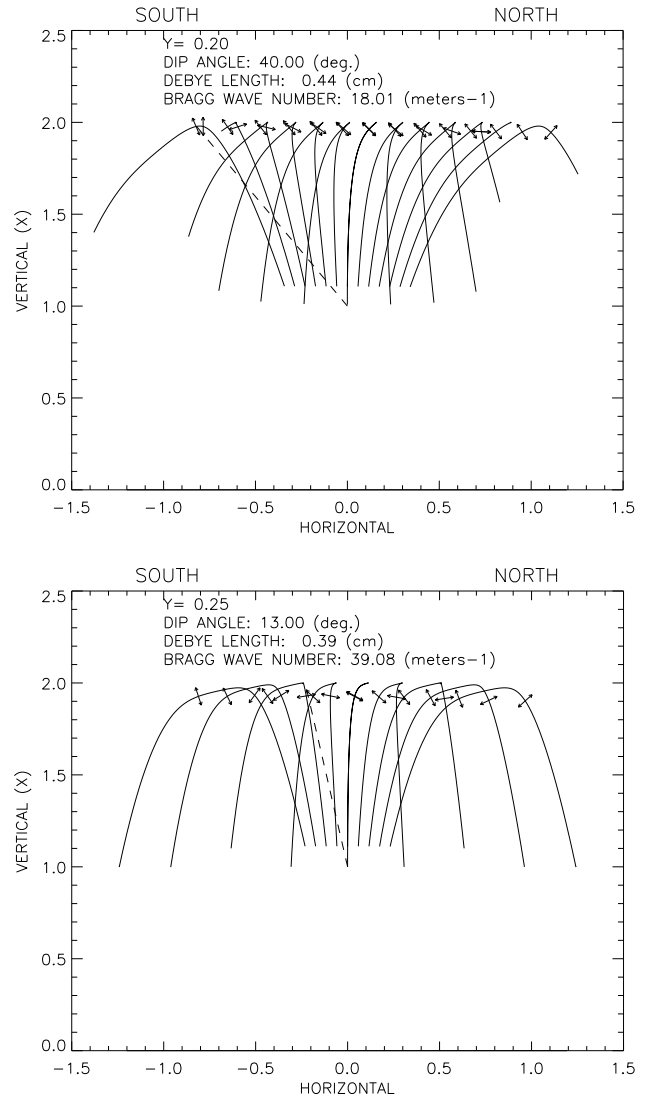 SOUTH NORTH
2.5
Y= 0.20
DIP ANGLE: 40.00 (deg.)
DEBYE LENGTH: 0.44 (cm)
BRAGG WAVE NUMBER: 18.01 (meters-1)
2.0
1.5
VERTICAL (X)
1.0
0.5
0.0
-1.5 -1.0 -0.5 0.0 0.5 1.0 1.5
HORIZONTAL
SOUTH NORTH
2.5
Y= 0.25
DIP ANGLE: 13.00 (deg.)
DEBYE LENGTH: 0.39 (cm)
BRAGG WAVE NUMBER: 39.08 (meters-1)
2.0
1.5
VERTICAL (X)
1.0
0.5
0.0
-1.5 -1.0 -0.5 0.0 0.5 1.0 1.5
HORIZONTAL